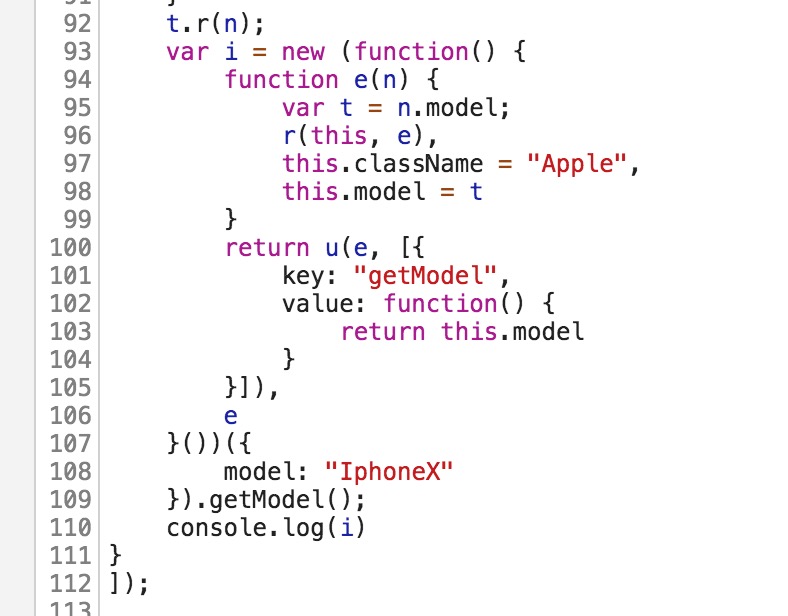 92 t.r(n);
93 var i = new (function() {
94 function e(n) {
95 var t = n.model;
96 r(this, e),
97 this.className = "Apple",
98 this.model = t
99 }
100 return u(e, [{
101 key: "getModel",
102 value: function() {
103 return this.model
104 }
105 }]),
106 e
107 }())({
108 model: "IphoneX"
109 }).getModel();
110 console.log(i)
111 }
112 ]);
113